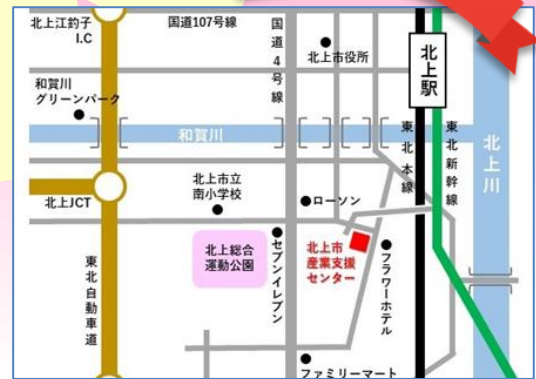 北上江釣子
I.C
国道107号線
国道4号線
北上市役所
北上駅
和賀川
グリーンパーク
和賀川
東北本線
東北新幹線
北上川
北上JCT
北上市立
南小学校
ローソン
北上総合
運動公園
セブンイレブン
北上市
産業支援
センター
フラワーホテル
東北自動車道
ファミリーマート